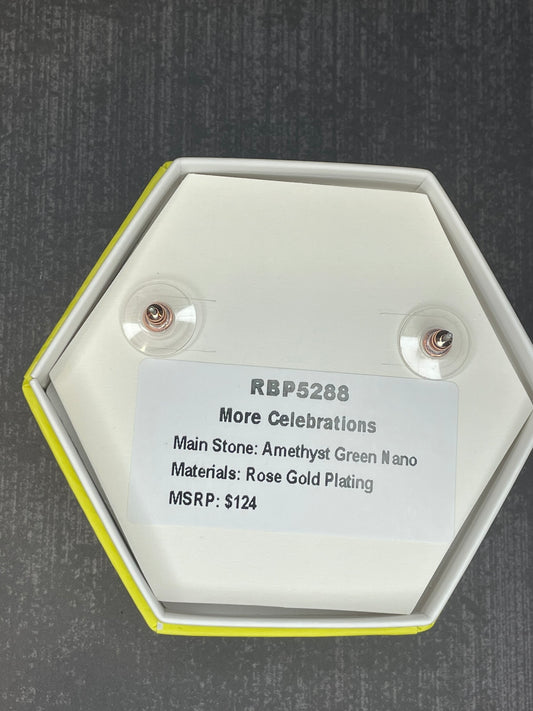 RBP5288
More Celebrations
Main Stone: Amethyst Green Nano
Materials: Rose Gold Plating
MSRP: $124